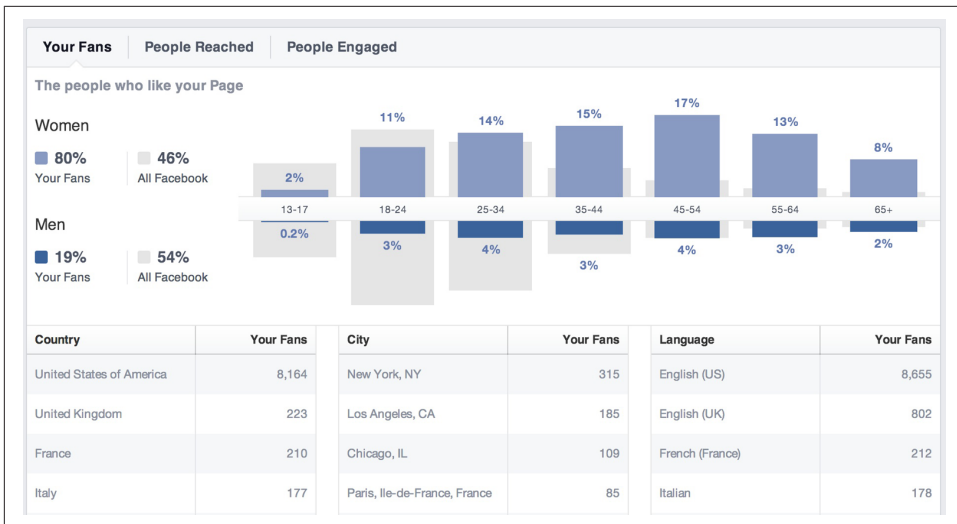 Your Fans People Reached People Engaged
The people who like your Page
Women
80% 46%
Your Fans All Facebook
Men
19% 54%
Your Fans All Facebook
2% 11% 14% 15% 17% 13% 8%
13-17 18-24 25-34 35-44 45-54 55-64 65+
0.2% 3% 4% 3% 4% 3% 2%
Country Your Fans City Your Fans Language Your Fans
United States of America 8,164 New York, NY 315 English (US) 8,655
United Kingdom 223 Los Angeles, CA 185 English (UK) 802
France 210 Chicago, IL 109 French (France) 212
Italy 177 Paris, Ile-de-France, France 85 Italian 178